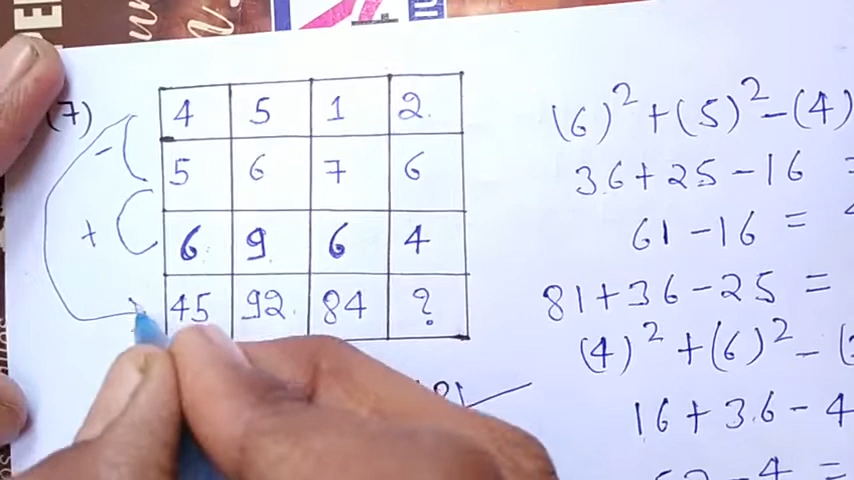 (7)
4 5 1 2
5 6 7 6
6 9 6 4
45 92 84 ?
-
+
(6)² + (5)² - (4)
36 + 25 - 16 =
61 - 16 =
81 + 36 - 25 =
(4)² + (6)² - (
16 + 36 - 4
- 4 =